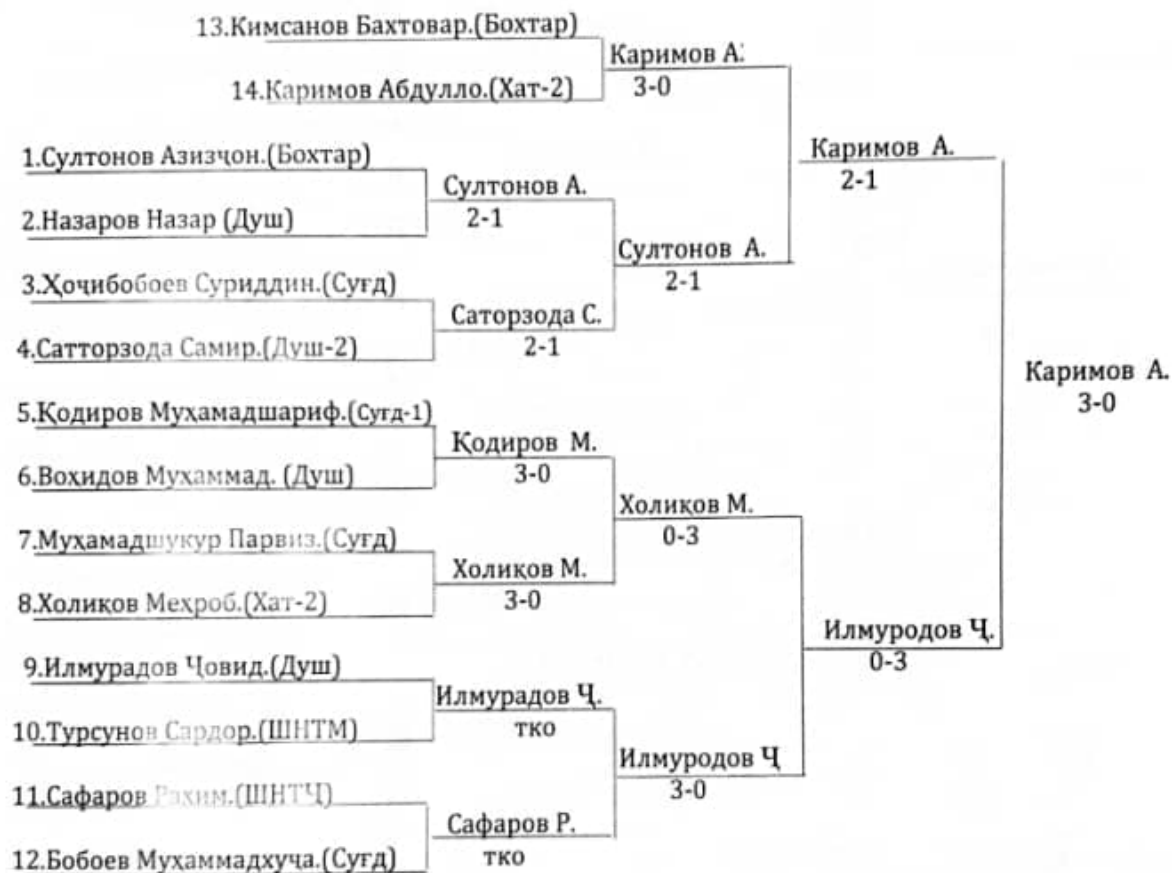 13.Кимсанов Бахтовар.(Бохтар)
Каримов А.
14.Каримов Абдулло.(Хат-2)
3-0
1.Султонов Азизҷон.(Бохтар)
Каримов А.
2-1
Султонов А.
2.Назаров Назар (Душ)
2-1
Султонов А.
2-1
3.Ҳоҷибобоев Суриддин.(Суғд)
Саторзода С.
4.Сатторзода Самир.(Душ-2)
2-1
Каримов А.
3-0
5.Қодиров Муҳамадшариф.(Суғд-1)
Қодиров М.
6.Воҳидов Муҳаммад. (Душ)
3-0
Холиқов М.
0-3
7.Муҳамадшукур Парвиз.(Суғд)
Холиқов М.
8.Холиқов Меҳроб.(Хат-2)
3-0
Илмуродов Ҷ.
0-3
9.Илмурадов Ҷовид.(Душ)
Илмурадов Ҷ.
10.Турсунов Сардор.(ШНТМ)
тко
Илмуродов Ҷ
3-0
11.Сафаров Раҳим.(ШНТҶ)
Сафаров Р.
12.Бобоев Муҳаммадхуҷа.(Суғд)
тко